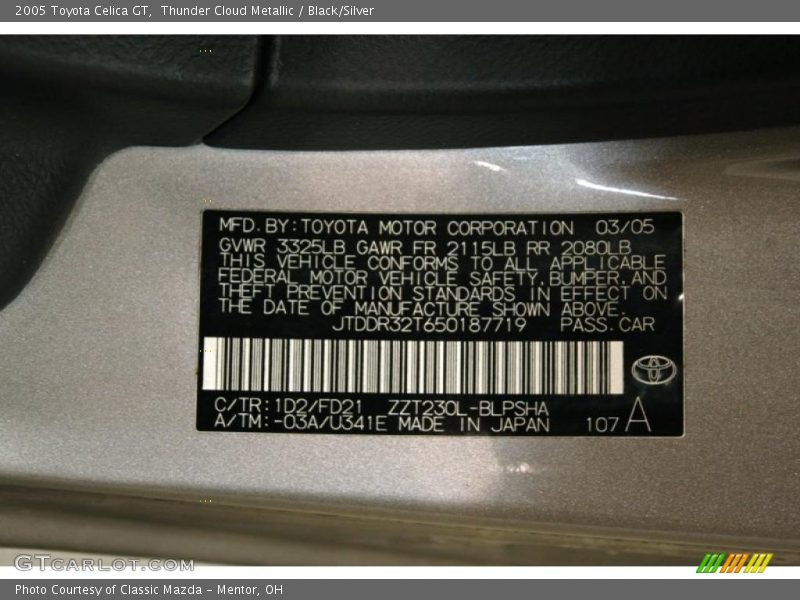 2005 Toyota Celica GT, Thunder Cloud Metallic / Black/Silver
MFD. BY: TOYOTA MOTOR CORPORATION 03/05
GVWR 3325LB GAWR FR 2115LB RR 2080LB
THIS VEHICLE CONFORMS TO ALL APPLICABLE
FEDERAL MOTOR VEHICLE SAFETY, BUMPER, AND
THEFT PREVENTION STANDARDS IN EFFECT ON
THE DATE OF MANUFACTURE SHOWN ABOVE.
JTDDR32T650187719 PASS. CAR
C/TR: 1D2/FD21 ZZT230L-BLPSHA
A/TM: -03A/U341E MADE IN JAPAN 107 A
GTCARLOT.COM
Photo Courtesy of Classic Mazda - Mentor, OH